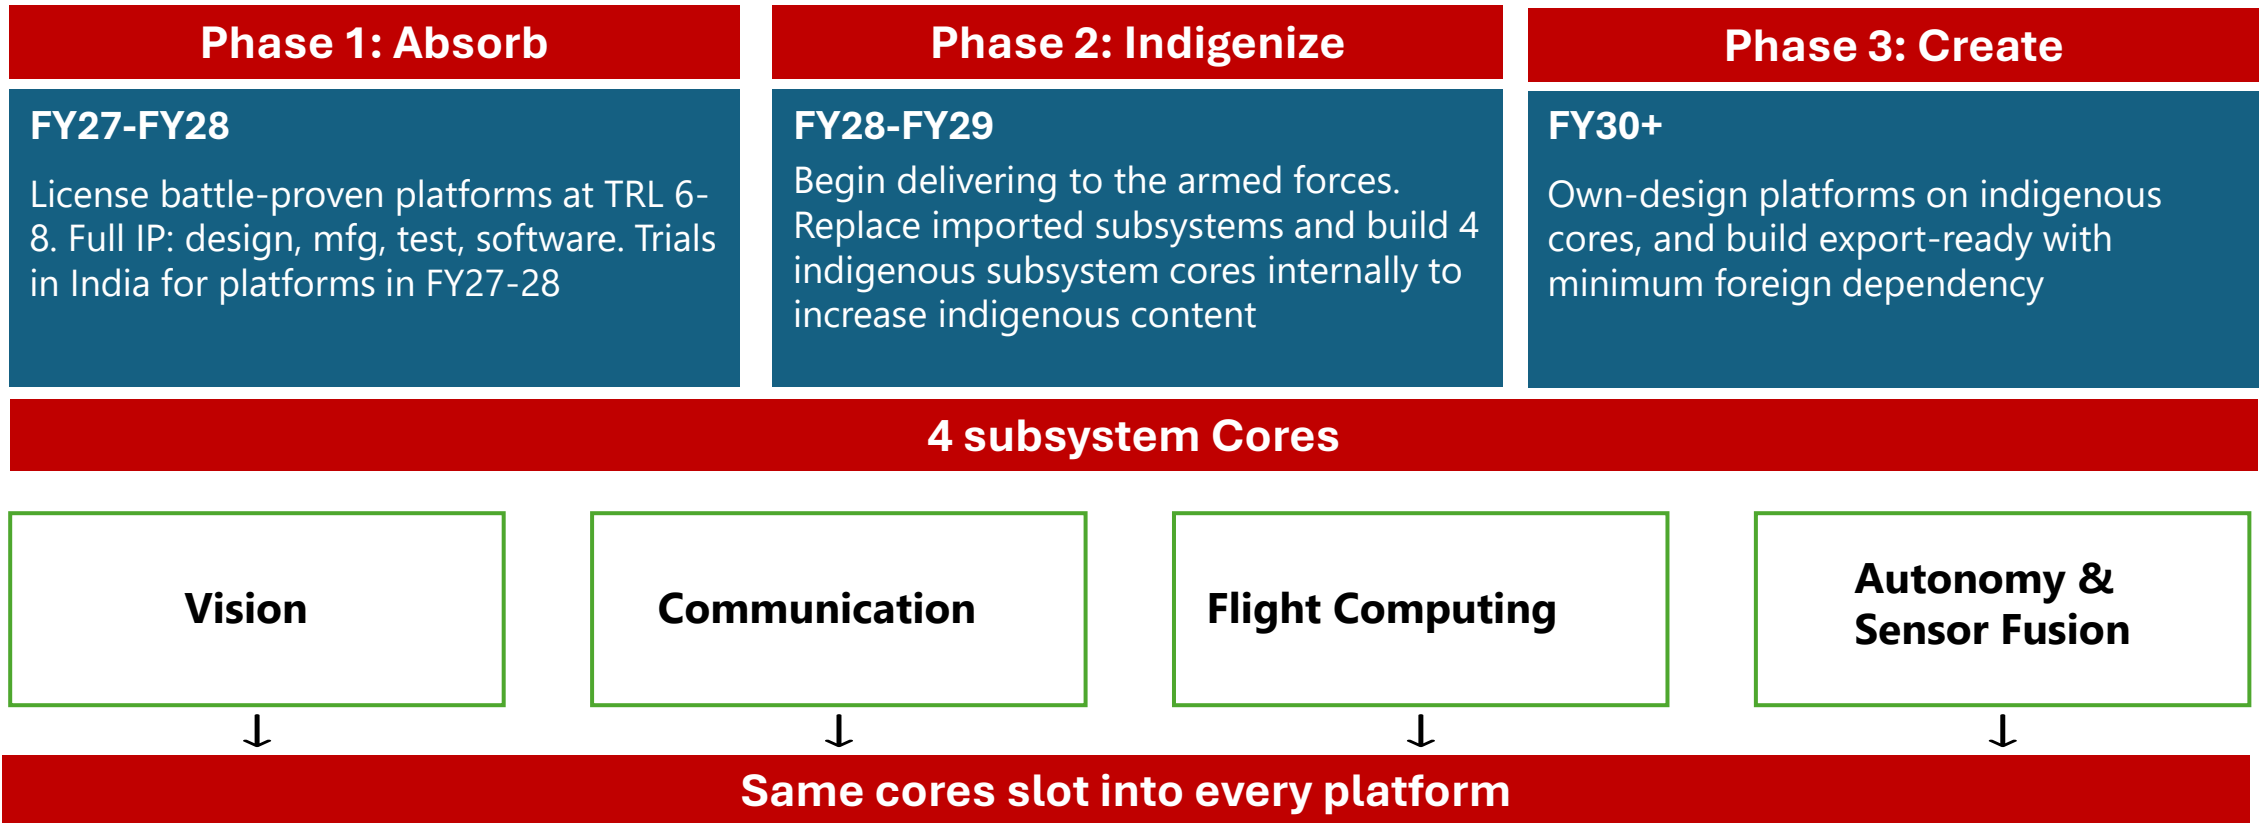 Phase 1: Absorb
FY27-FY28
License battle-proven platforms at TRL 6-
8. Full IP: design, mfg, test, software. Trials
in India for platforms in FY27-28
Phase 2: Indigenize
FY28-FY29
Begin delivering to the armed forces.
Replace imported subsystems and build 4
indigenous subsystem cores internally to
increase indigenous content
Phase 3: Create
FY30+
Own-design platforms on indigenous
cores, and build export-ready with
minimum foreign dependency
4 subsystem Cores
Vision
Communication
Flight Computing
Autonomy &
Sensor Fusion
Same cores slot into every platform